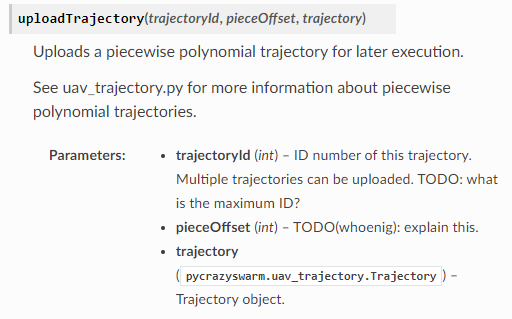 uploadTrajectory(trajectoryId, pieceOffset, trajectory)
Uploads a piecewise polynomial trajectory for later execution.
See uav_trajectory.py for more information about piecewise
polynomial trajectories.
Parameters:
• trajectoryId (int) – ID number of this trajectory.
Multiple trajectories can be uploaded. TODO: what
is the maximum ID?
• pieceOffset (int) – TODO(whoenig): explain this.
• trajectory
( pycrazyswarm.uav_trajectory.Trajectory ) –
Trajectory object.